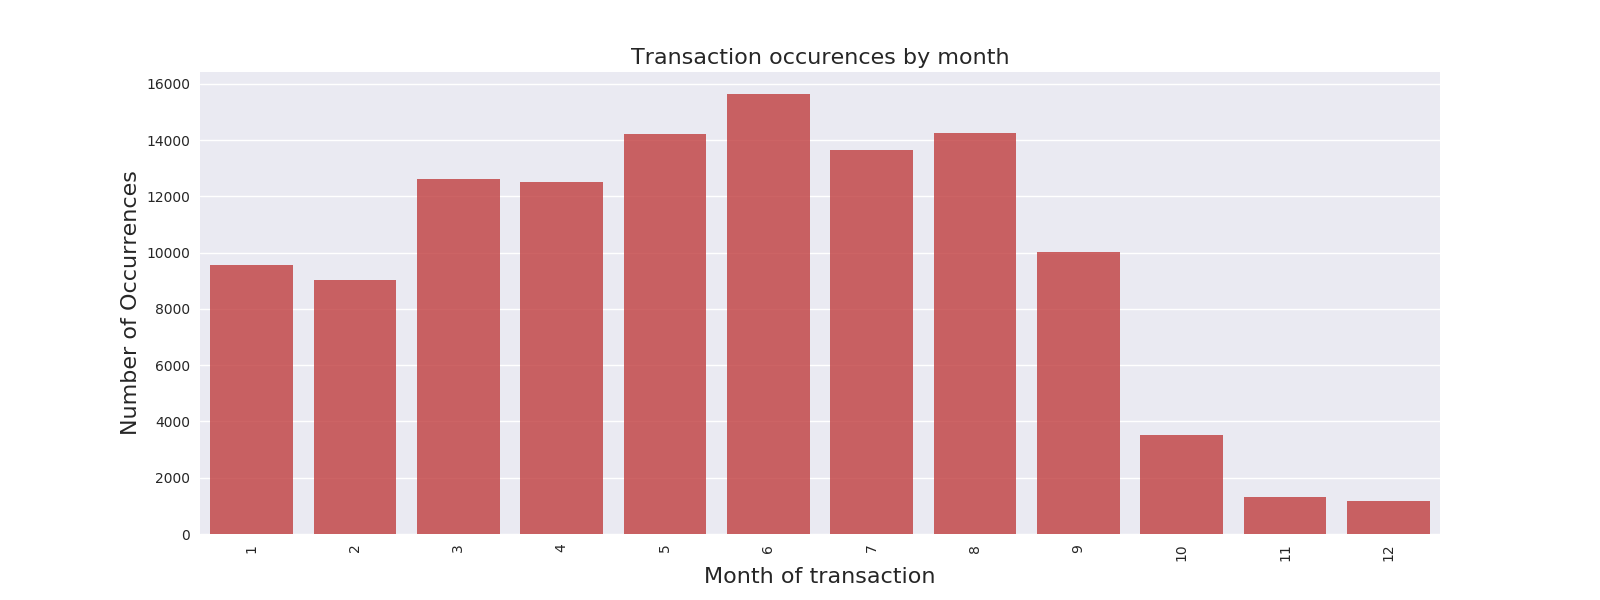 Transaction occurences by month
16000
14000
12000
10000
8000
6000
4000
2000
0
Number of Occurrences
1 2 3 4 5 6 7 8 9 10 11 12
Month of transaction